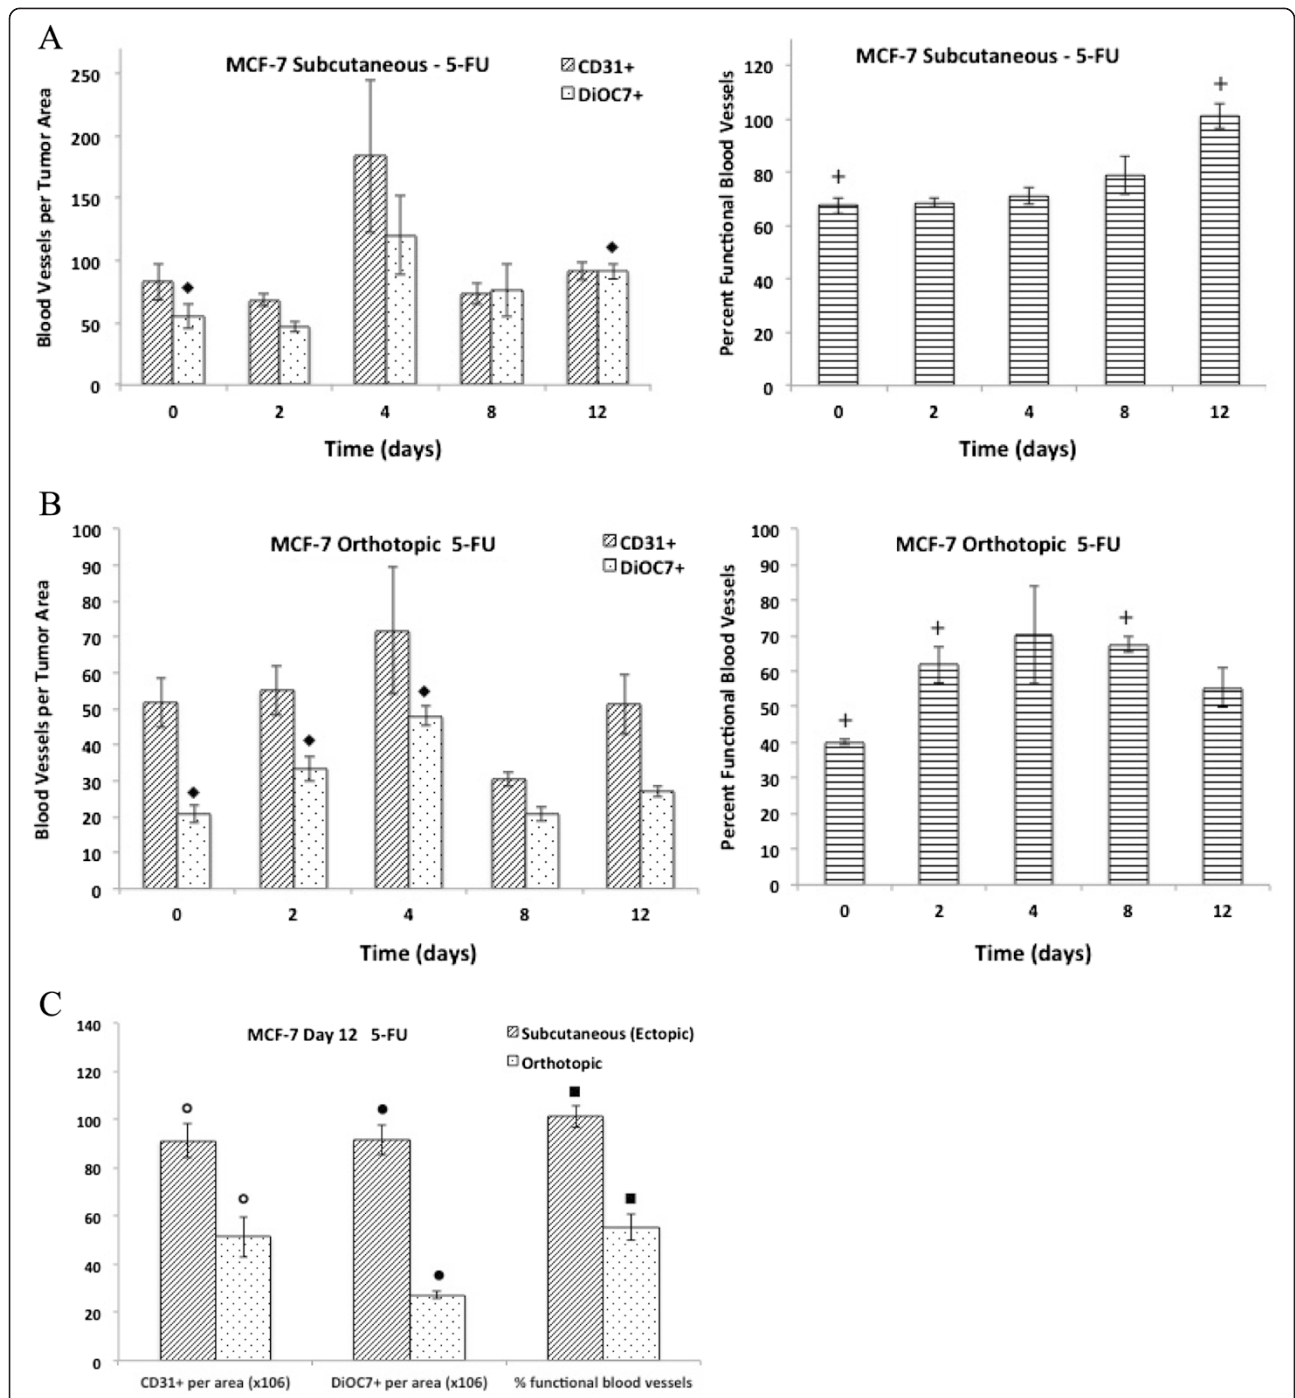 A
MCF-7 Subcutaneous - 5-FU
CD31+
DiOC7+
Blood Vessels per Tumor Area
250
200
150
100
50
0
0 2 4 8 12
Time (days)
MCF-7 Subcutaneous - 5-FU
Percent Functional Blood Vessels
120
100
80
60
40
20
0
0 2 4 8 12
Time (days)
B
MCF-7 Orthotopic 5-FU
CD31+
DiOC7+
Blood Vessels per Tumor Area
100
90
80
70
60
50
40
30
20
10
0
0 2 4 8 12
Time (days)
MCF-7 Orthotopic 5-FU
Percent Functional Blood Vessels
100
90
80
70
60
50
40
30
20
10
0
0 2 4 8 12
Time (days)
C
MCF-7 Day 12 5-FU
Subcutaneous (Ectopic)
Orthotopic
140
120
100
80
60
40
20
0
CD31+ per area (x106) DiOC7+ per area (x106) % functional blood vessels